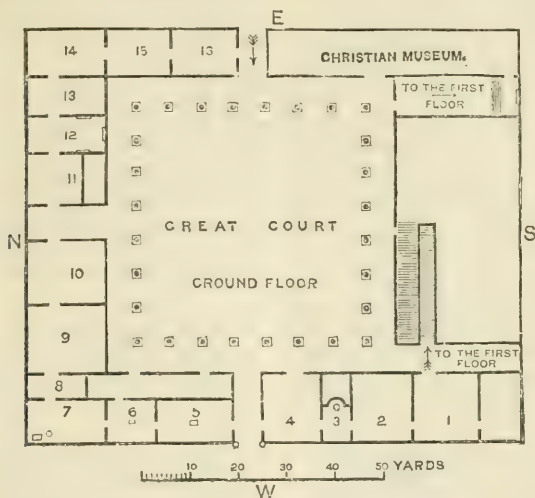 E
14 15 16 CHRISTIAN MUSEUM.
13 TO THE FIRST
FLOOR
12
11
N GREAT COURT S
GROUND FLOOR
10
9
TO THE FIRST
FLOOR
8
7 6 5 4 3 2 1
10 20 30 40 50 YARDS
W